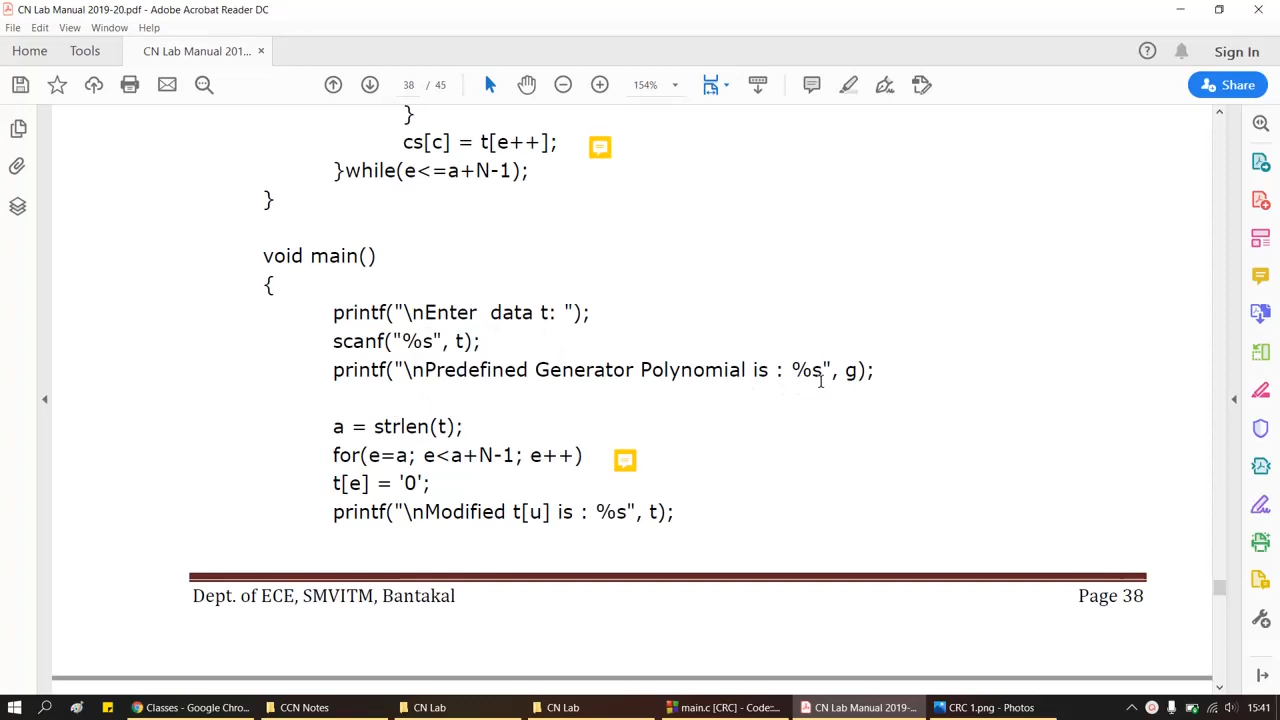 CN Lab Manual 2019-20.pdf - Adobe Acrobat Reader DC
File Edit View Window Help
Home Tools CN Lab Manual 201... × Sign In
38 / 45 154% Share
}
cs[c] = t[e++];
}while(e<=a+N-1);
}
void main()
{
printf("\nEnter  data t: ");
scanf("%s", t);
printf("\nPredefined Generator Polynomial is : %s", g);
a = strlen(t);
for(e=a; e<a+N-1; e++)
t[e] = '0';
printf("\nModified t[u] is : %s", t);
Dept. of ECE, SMVITM, Bantakal Page 38
Classes - Google Chro... CCN Notes CN Lab CN Lab main.c [CRC] - Code:... CN Lab Manual 2019-... CRC 1.png - Photos 15:41